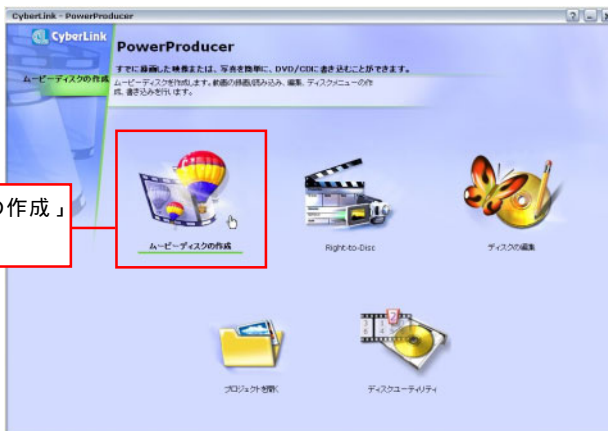 CyberLink - PowerProducer
CyberLink
PowerProducer
すでに録画した映像または、写真を簡単に、DVD/CDに書き込むことができます。
ムービーディスクの作成
ムービーディスクを作成します。動画の録画/読み込み、編集、ディスクメニューの作
成、書き込みを行います。
の作成」
ムービーディスクの作成
Right-to-Disc
ディスクの編集
プロジェクトを開く
ディスクユーティリティ